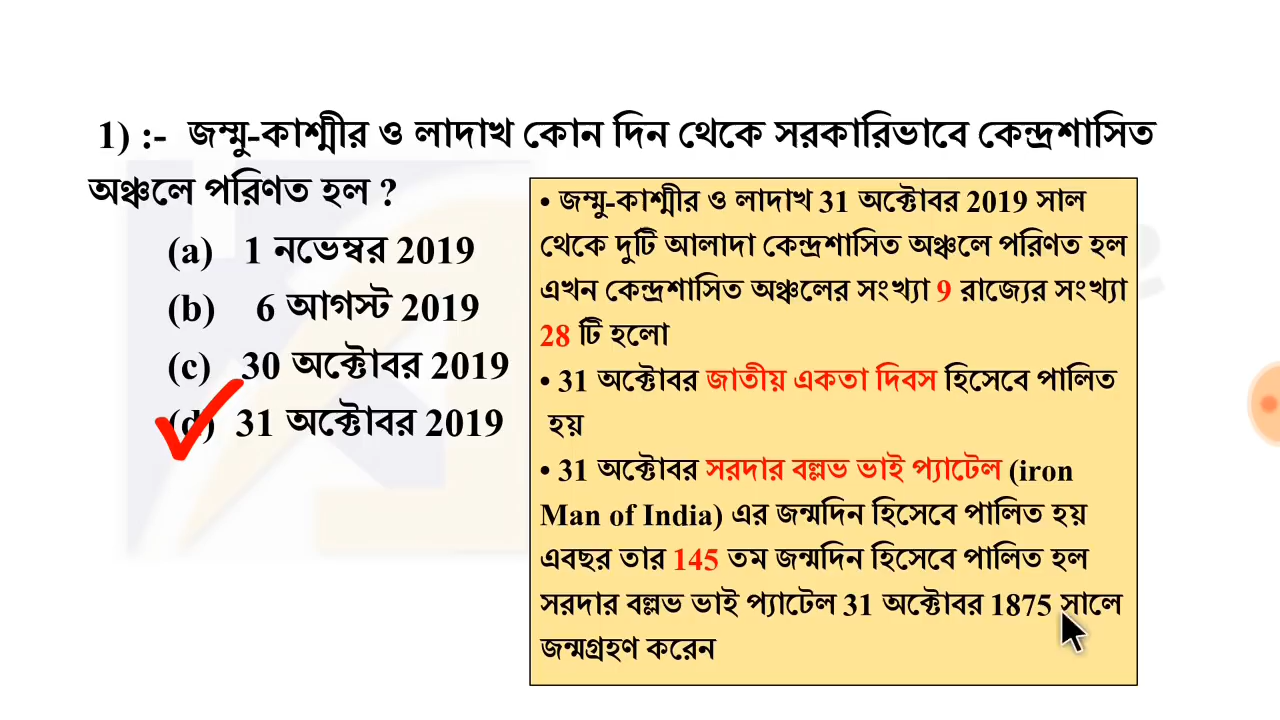 1) :- জম্মু-কাশ্মীর ও লাদাখ কোন দিন থেকে সরকারিভাবে কেন্দ্রশাসিত
অঞ্চলে পরিণত হল ?
(a) 1 নভেম্বর 2019
(b) 6 আগস্ট 2019
(c) 30 অক্টোবর 2019
(d) 31 অক্টোবর 2019
• জম্মু-কাশ্মীর ও লাদাখ 31 অক্টোবর 2019 সাল
থেকে দুটি আলাদা কেন্দ্রশাসিত অঞ্চলে পরিণত হল
এখন কেন্দ্রশাসিত অঞ্চলের সংখ্যা 9 রাজ্যের সংখ্যা
28 টি হলো
• 31 অক্টোবর জাতীয় একতা দিবস হিসেবে পালিত
হয়
• 31 অক্টোবর সরদার বল্লভ ভাই প্যাটেল (iron
Man of India) এর জন্মদিন হিসেবে পালিত হয়
এবছর তার 145 তম জন্মদিন হিসেবে পালিত হল
সরদার বল্লভ ভাই প্যাটেল 31 অক্টোবর 1875 সালে
জন্মগ্রহণ করেন